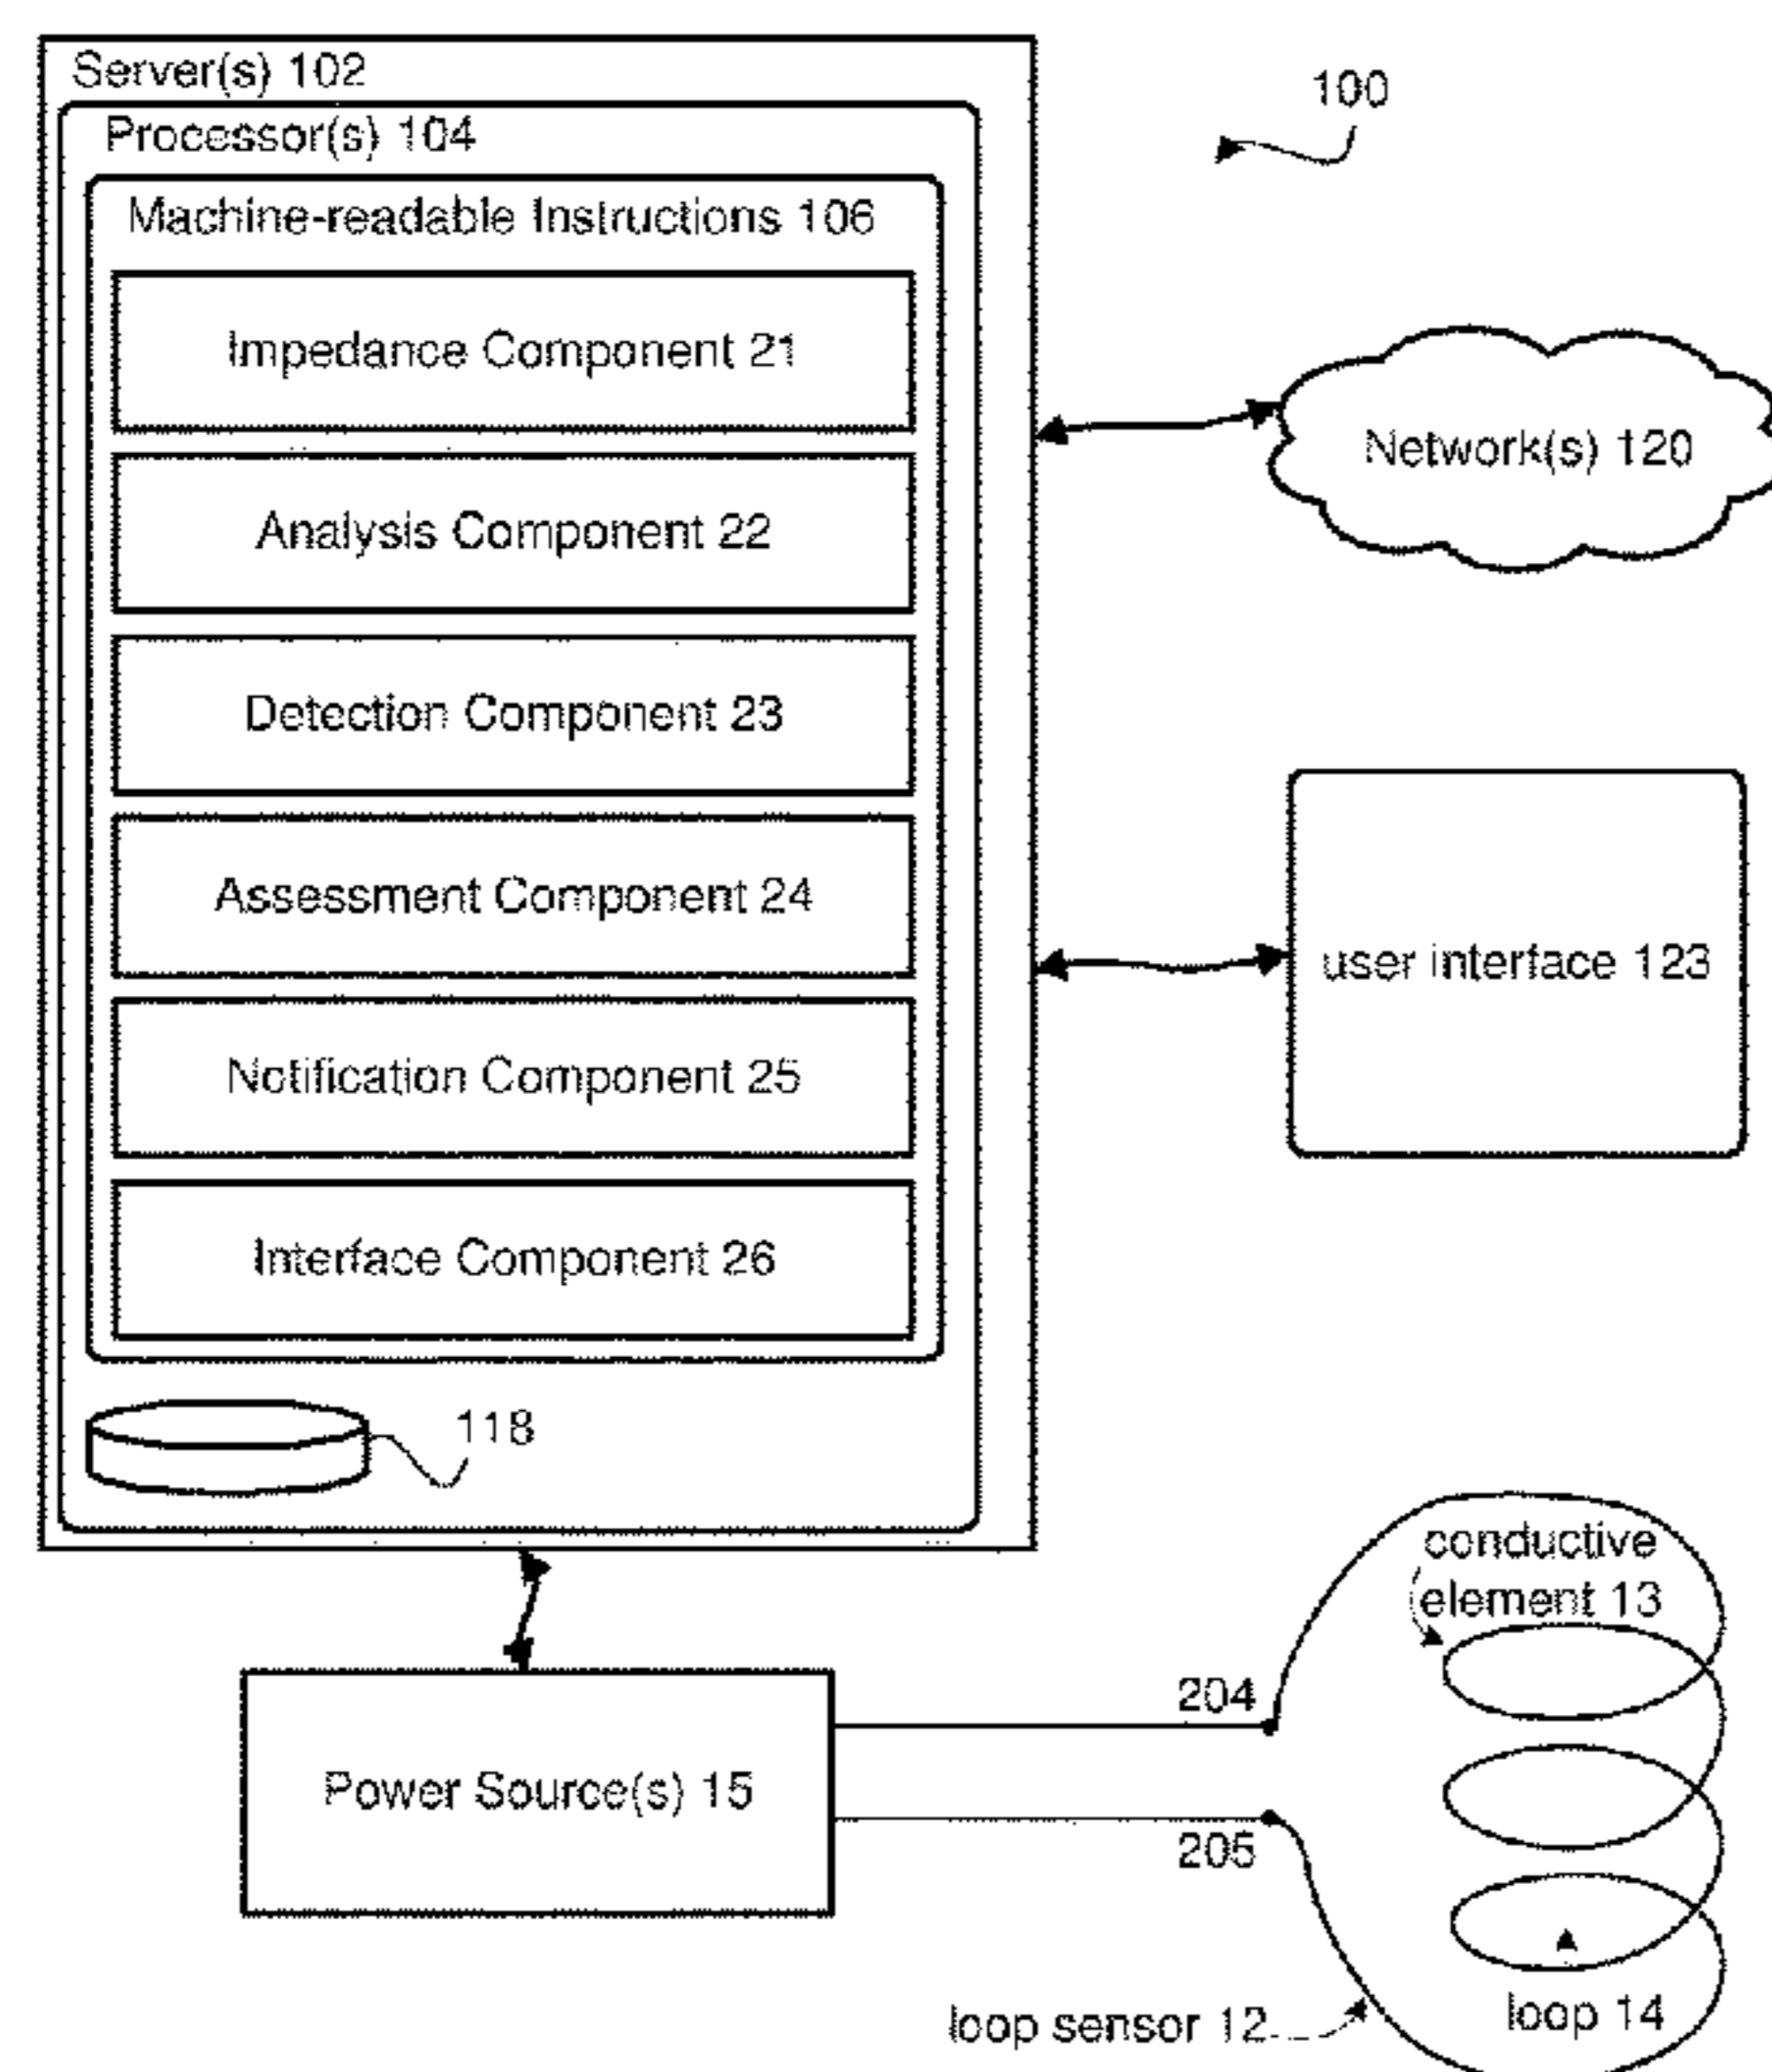 Server(s) 102
100
Processor(s) 104
Machine-readable Instructions 106
Impedance Component 21
Network(s) 120
Analysis Component 22
Detection Component 23
Assessment Component 24
user interface 123
Notification Component 25
Interface Component 26
118
conductive
element 13
204
Power Source(s) 15
205
loop sensor 12
loop 14